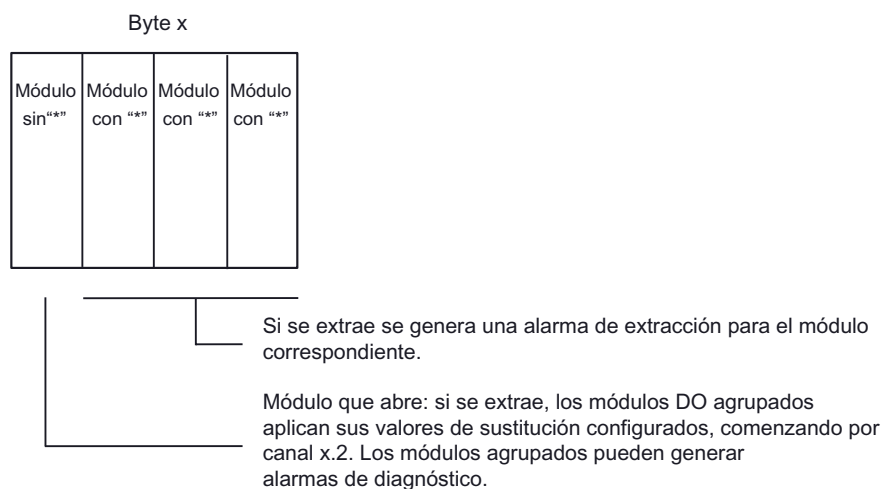 Byte x
Módulo sin“*”
Módulo con “*”
Módulo con “*”
Módulo con “*”
Si se extrae se genera una alarma de extracción para el módulo
correspondiente.
Módulo que abre: si se extrae, los módulos DO agrupados
aplican sus valores de sustitución configurados, comenzando por
canal x.2. Los módulos agrupados pueden generar
alarmas de diagnóstico.